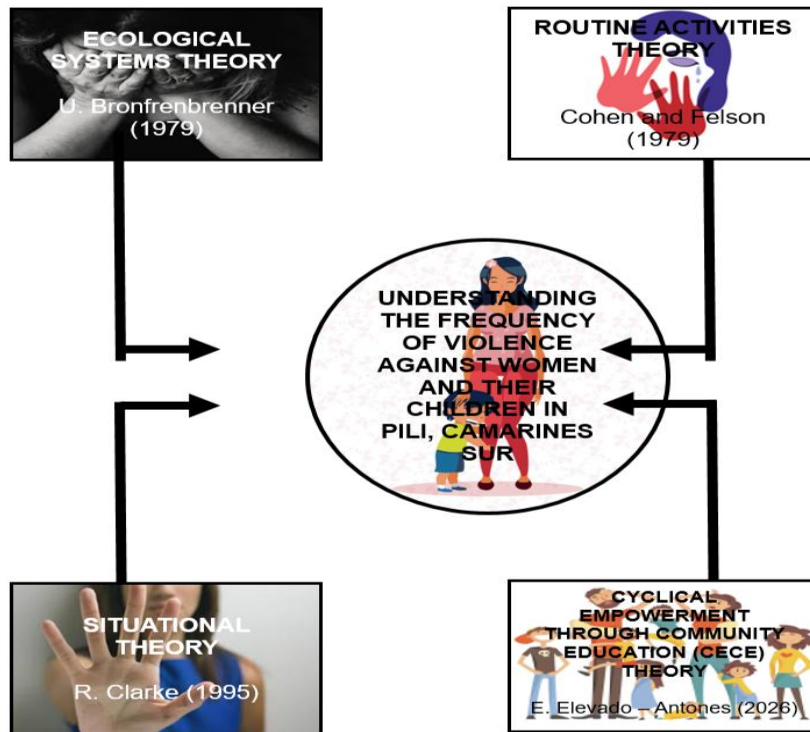 ECOLOGICAL
SYSTEMS THEORY
U. Bronfrenbrenner
(1979)
ROUTINE ACTIVITIES
THEORY
Cohen and Felson
(1979)
UNDERSTANDING
THE FREQUENCY
OF VIOLENCE
AGAINST WOMEN
AND THEIR
CHILDREN IN
PILI, CAMARINES
SUR
SITUATIONAL
THEORY
R. Clarke (1995)
CYCLICAL
EMPOWERMENT
THROUGH COMMUNITY
EDUCATION (CECE)
THEORY
E. Elevado – Antones (2026)